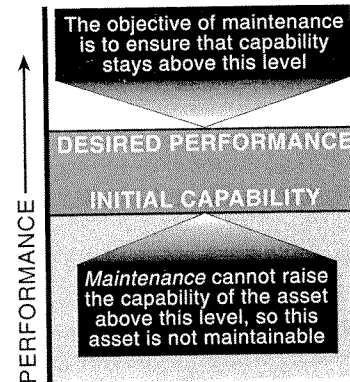 The objective of maintenance
is to ensure that capability
stays above this level
DESIRED PERFORMANCE
INITIAL CAPABILITY
Maintenance cannot raise
the capability of the asset
above this level, so this
asset is not maintainable
PERFORMANCE